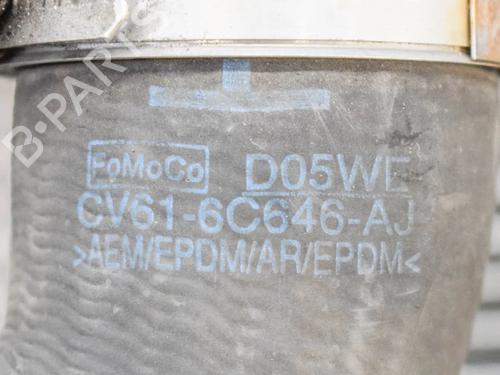 B-PARTS
FoMoCo D05WE
CV61-6C646-AJ
>AEM/EPDM/AR/EPDM<